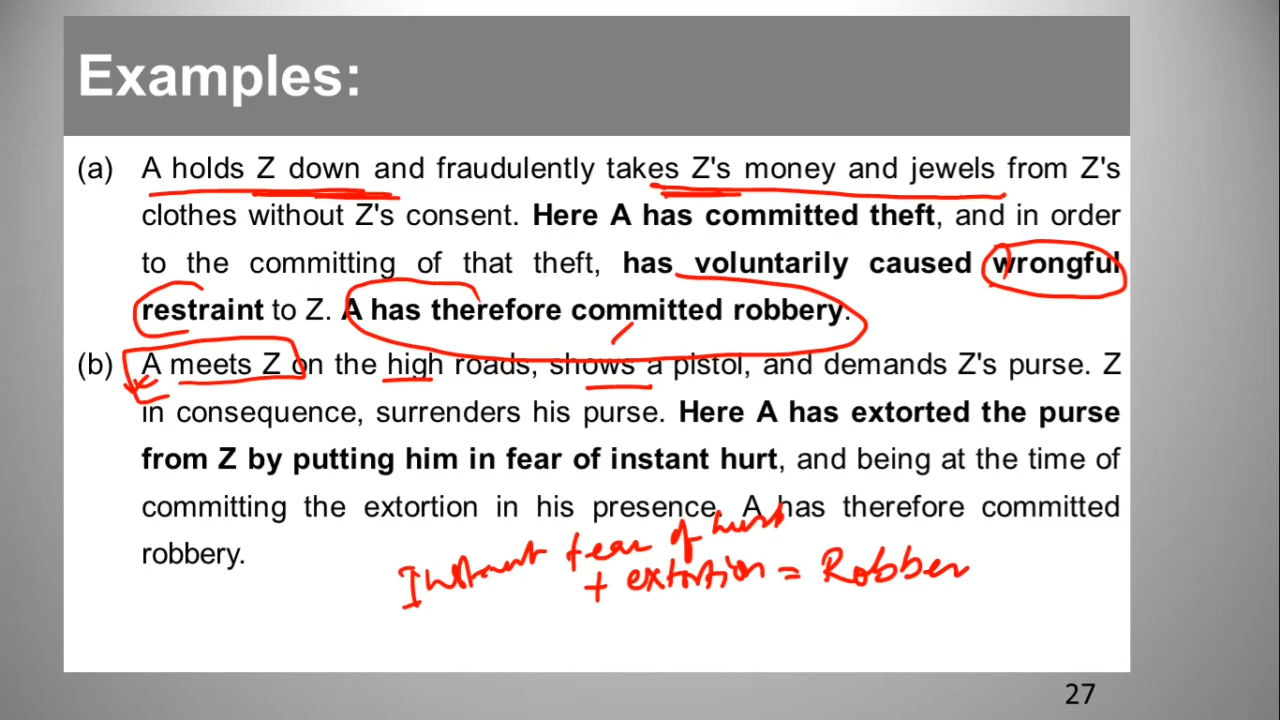 Examples:
(a) A holds Z down and fraudulently takes Z's money and jewels from Z's
clothes without Z's consent. Here A has committed theft, and in order
to the committing of that theft, has voluntarily caused wrongful
restraint to Z. A has therefore committed robbery.
(b) A meets Z on the high roads, shows a pistol, and demands Z's purse. Z
in consequence, surrenders his purse. Here A has extorted the purse
from Z by putting him in fear of instant hurt, and being at the time of
committing the extortion in his presence, A has therefore committed
robbery.
Instant fear of hurt
+ extortion = Robber
27